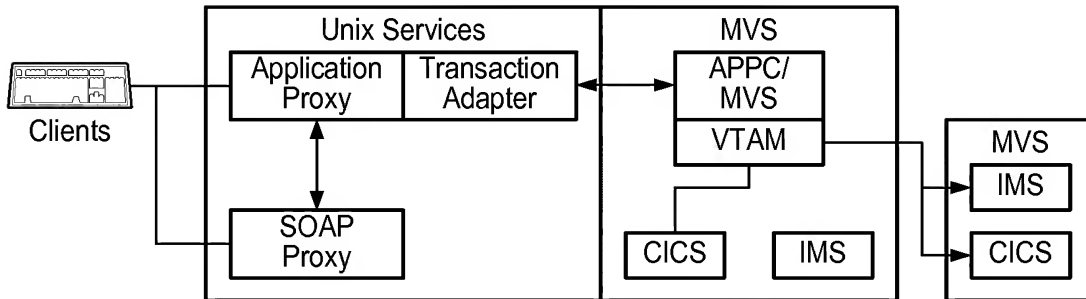 Unix Services
MVS
Application
Proxy
Transaction
Adapter
APPC/
MVS
Clients
VTAM
MVS
IMS
SOAP
Proxy
CICS
IMS
CICS